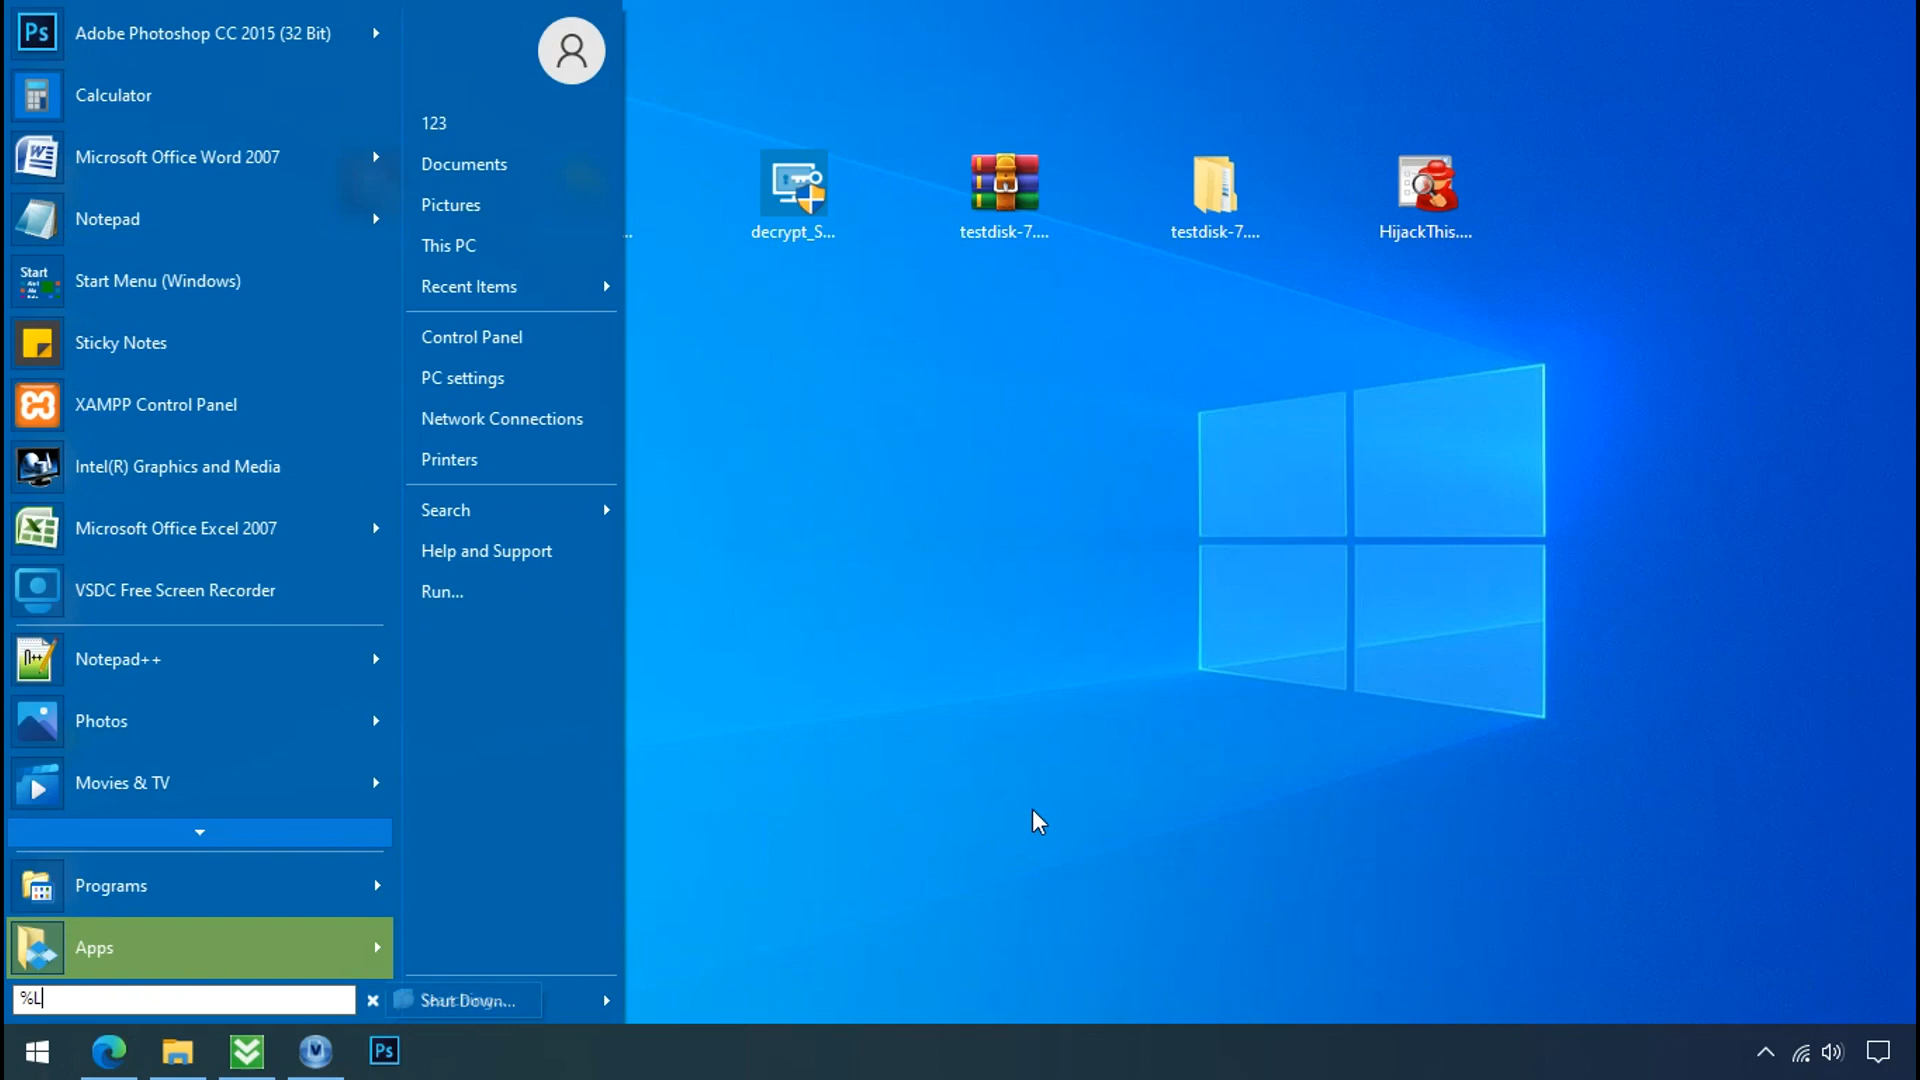 Adobe Photoshop CC 2015 (32 Bit)
Calculator
Microsoft Office Word 2007
Notepad
Start Menu (Windows)
Sticky Notes
XAMPP Control Panel
Intel(R) Graphics and Media
Microsoft Office Excel 2007
VSDC Free Screen Recorder
Notepad++
Photos
Movies & TV
Programs
Apps
%L
123
Documents
Pictures
This PC
Recent Items
Control Panel
PC settings
Network Connections
Printers
Search
Help and Support
Run...
Shut Down...
...
decrypt_S...
testdisk-7....
testdisk-7....
HijackThis....
Ps
Start
Ps